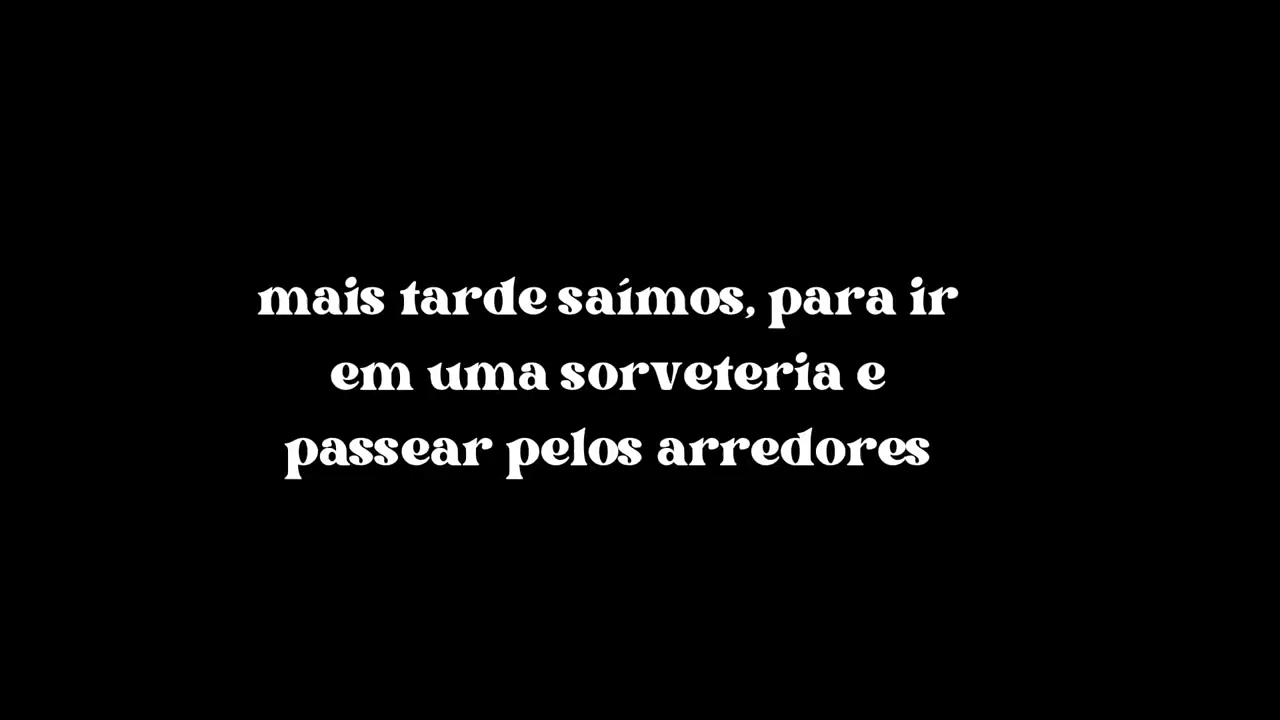 mais tarde saímos, para ir
em uma sorveteria e
passear pelos arredores